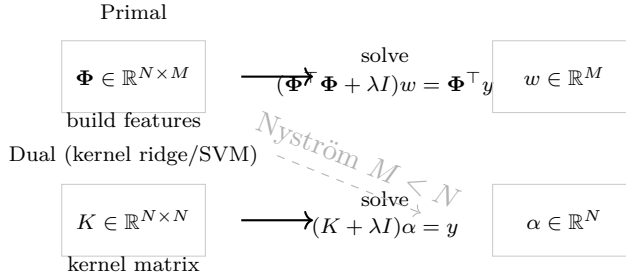 Primal
Φ ∈ ℝ^{N×M}
build features
solve
(Φ^⊤Φ + λI)w = Φ^⊤y
w ∈ ℝ^M
Dual (kernel ridge/SVM)
Nyström M < N
K ∈ ℝ^{N×N}
kernel matrix
solve
(K + λI)α = y
α ∈ ℝ^N